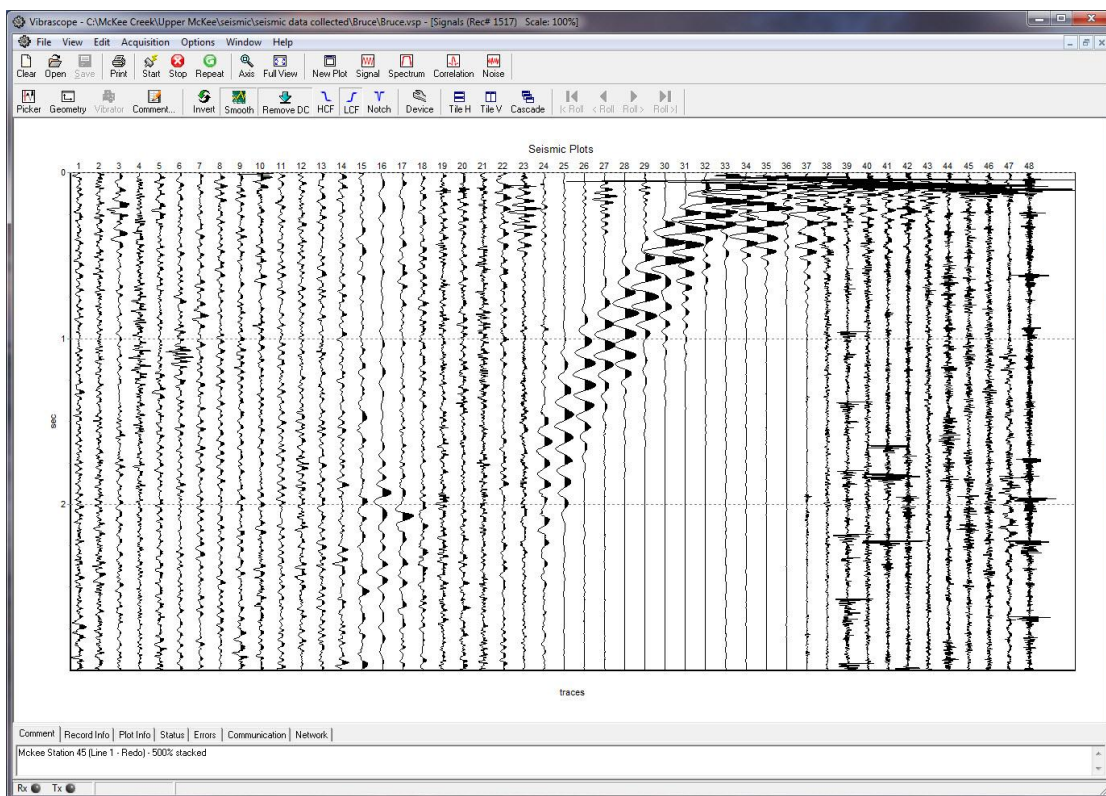 Vibrascope - C:\McKee Creek\Upper McKee\seismic\seismic data collected\Bruce\Bruce.vsp - [Signals (Rec# 1517) Scale: 100%]
File View Edit Acquisition Options Window Help
Clear Open Save Print Start Stop Repeat Axis Full View New Plot Signal Spectrum Correlation Noise
Picker Geometry Vibrator Comment... Invert Smooth Remove DC HCF LCF Notch Device Tile H Tile V Cascade |< Roll < Roll Roll > Roll >|
Seismic Plots
1 2 3 4 5 6 7 8 9 10 11 12 13 14 15 16 17 18 19 20 21 22 23 24 25 26 27 28 29 30 31 32 33 34 35 36 37 38 39 40 41 42 43 44 45 46 47 48
0
1
sec
2
traces
Comment Record Info Plot Info Status Errors Communication Network
Mckee Station 45 (Line 1 - Redo) - 500% stacked
Rx Tx